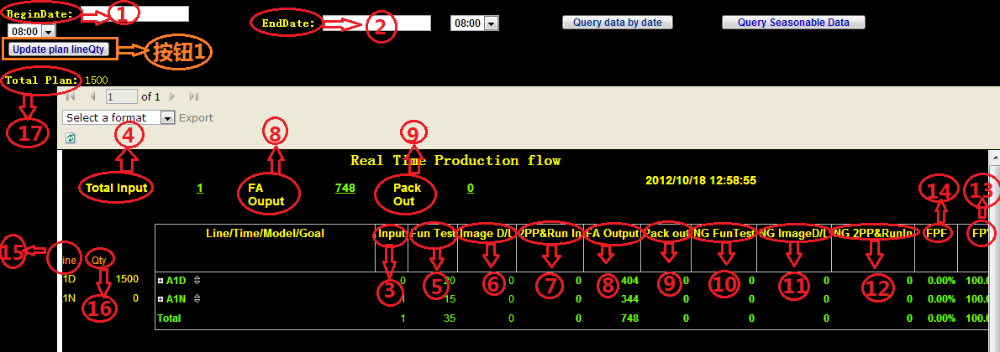 BeginDate: 1
EndDate: 2
08:00
08:00
Query data by date
Query Seasonable Data
Update plan lineQty
按钮1
Total Plan: 1500
1 of 1
Select a format Export
17
4
8
9
Real Time Production flow
2012/10/18 12:58:55
Total Input 1
FA Ouput 748
Pack Out 0
14
13
Line/Time/Model/Goal Input Fun Test Image D/L 2PP&Run In FA Output Pack out NG FunTest NG ImageD/L NG 2PP&RunIn FPF FP
15
ine Qty
1D 1500
A1D 0 20 0 0 404 0 0 0 0 0.00% 100.0
1N 0
A1N 1 15 0 0 344 0 0 0 0 0.00% 100.0
Total 1 35 0 0 748 0 0 0 0 0.00% 100.0
16
3
5
6
7
8
9
10
11
12